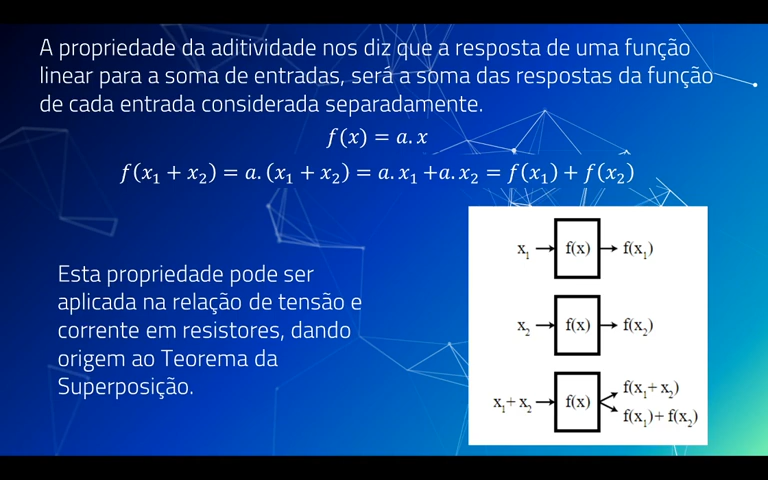 A propriedade da aditividade nos diz que a resposta de uma função
linear para a soma de entradas, será a soma das respostas da função
de cada entrada considerada separadamente.
f(x) = a. x
f(x₁ + x₂) = a. (x₁ + x₂) = a. x₁ +a. x₂ = f(x₁) + f(x₂)
Esta propriedade pode ser
aplicada na relação de tensão e
corrente em resistores, dando
origem ao Teorema da
Superposição.
x₁ f(x) f(x₁)
x₂ f(x) f(x₂)
x₁+ x₂ f(x) f(x₁+ x₂)
f(x₁)+ f(x₂)